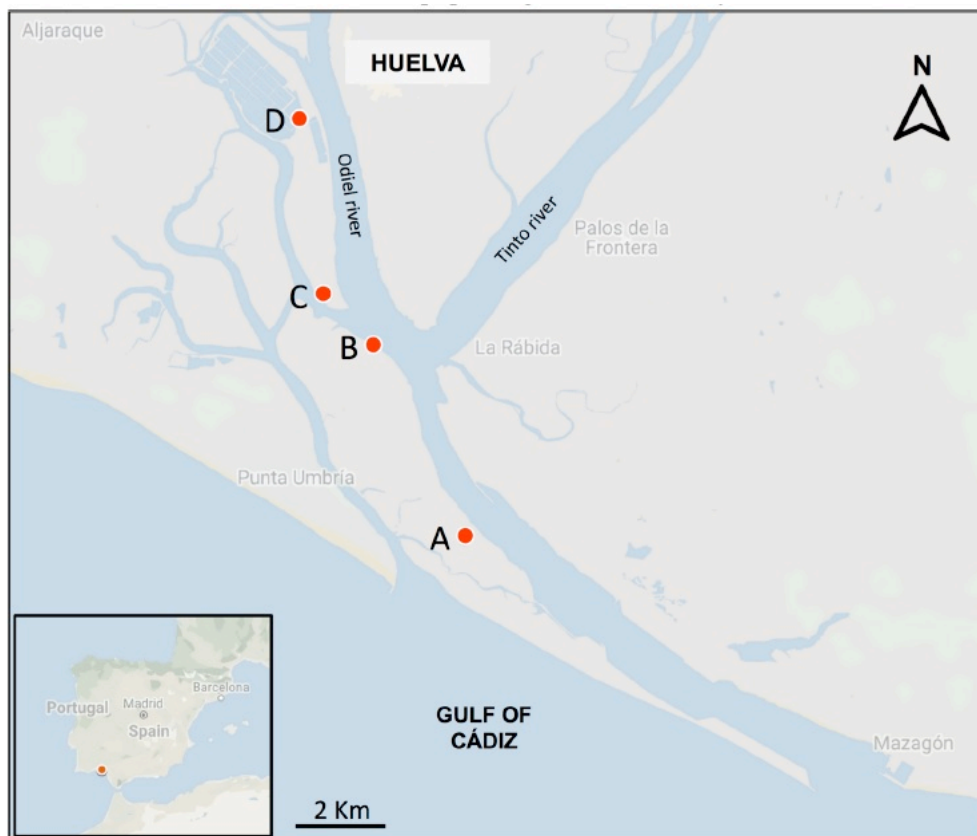 Aljaraque
HUELVA
N
D
Odiel river
Tinto river
Palos de la
Frontera
C
B
La Rábida
Punta Umbría
A
Portugal
Madrid
Spain
Barcelona
GULF OF
CÁDIZ
Mazagón
2 Km